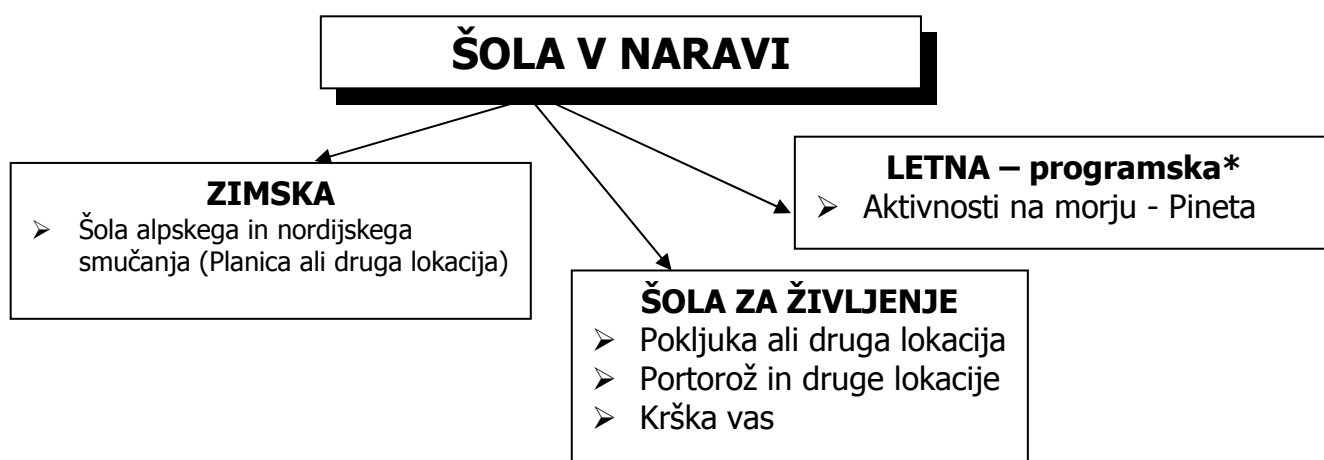 ŠOLA V NARAVI
ZIMSKA
➢ Šola alpskega in nordijskega
smučanja (Planica ali druga lokacija)
LETNA – programska*
➢ Aktivnosti na morju - Pineta
ŠOLA ZA ŽIVLJENJE
➢ Pokljuka ali druga lokacija
➢ Portorož in druge lokacije
➢ Krška vas